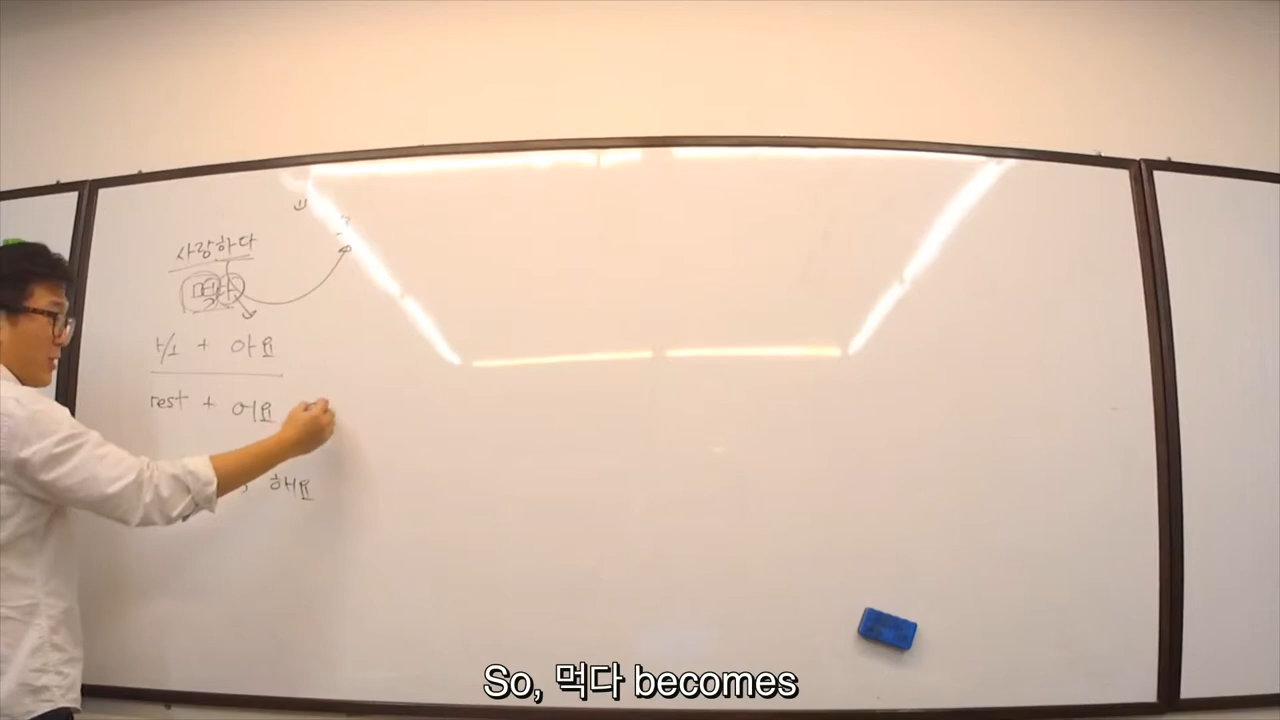 사랑하다
먹다
ㅏ/ㅗ + 아요
rest + 어요
해요
So, 먹다 becomes